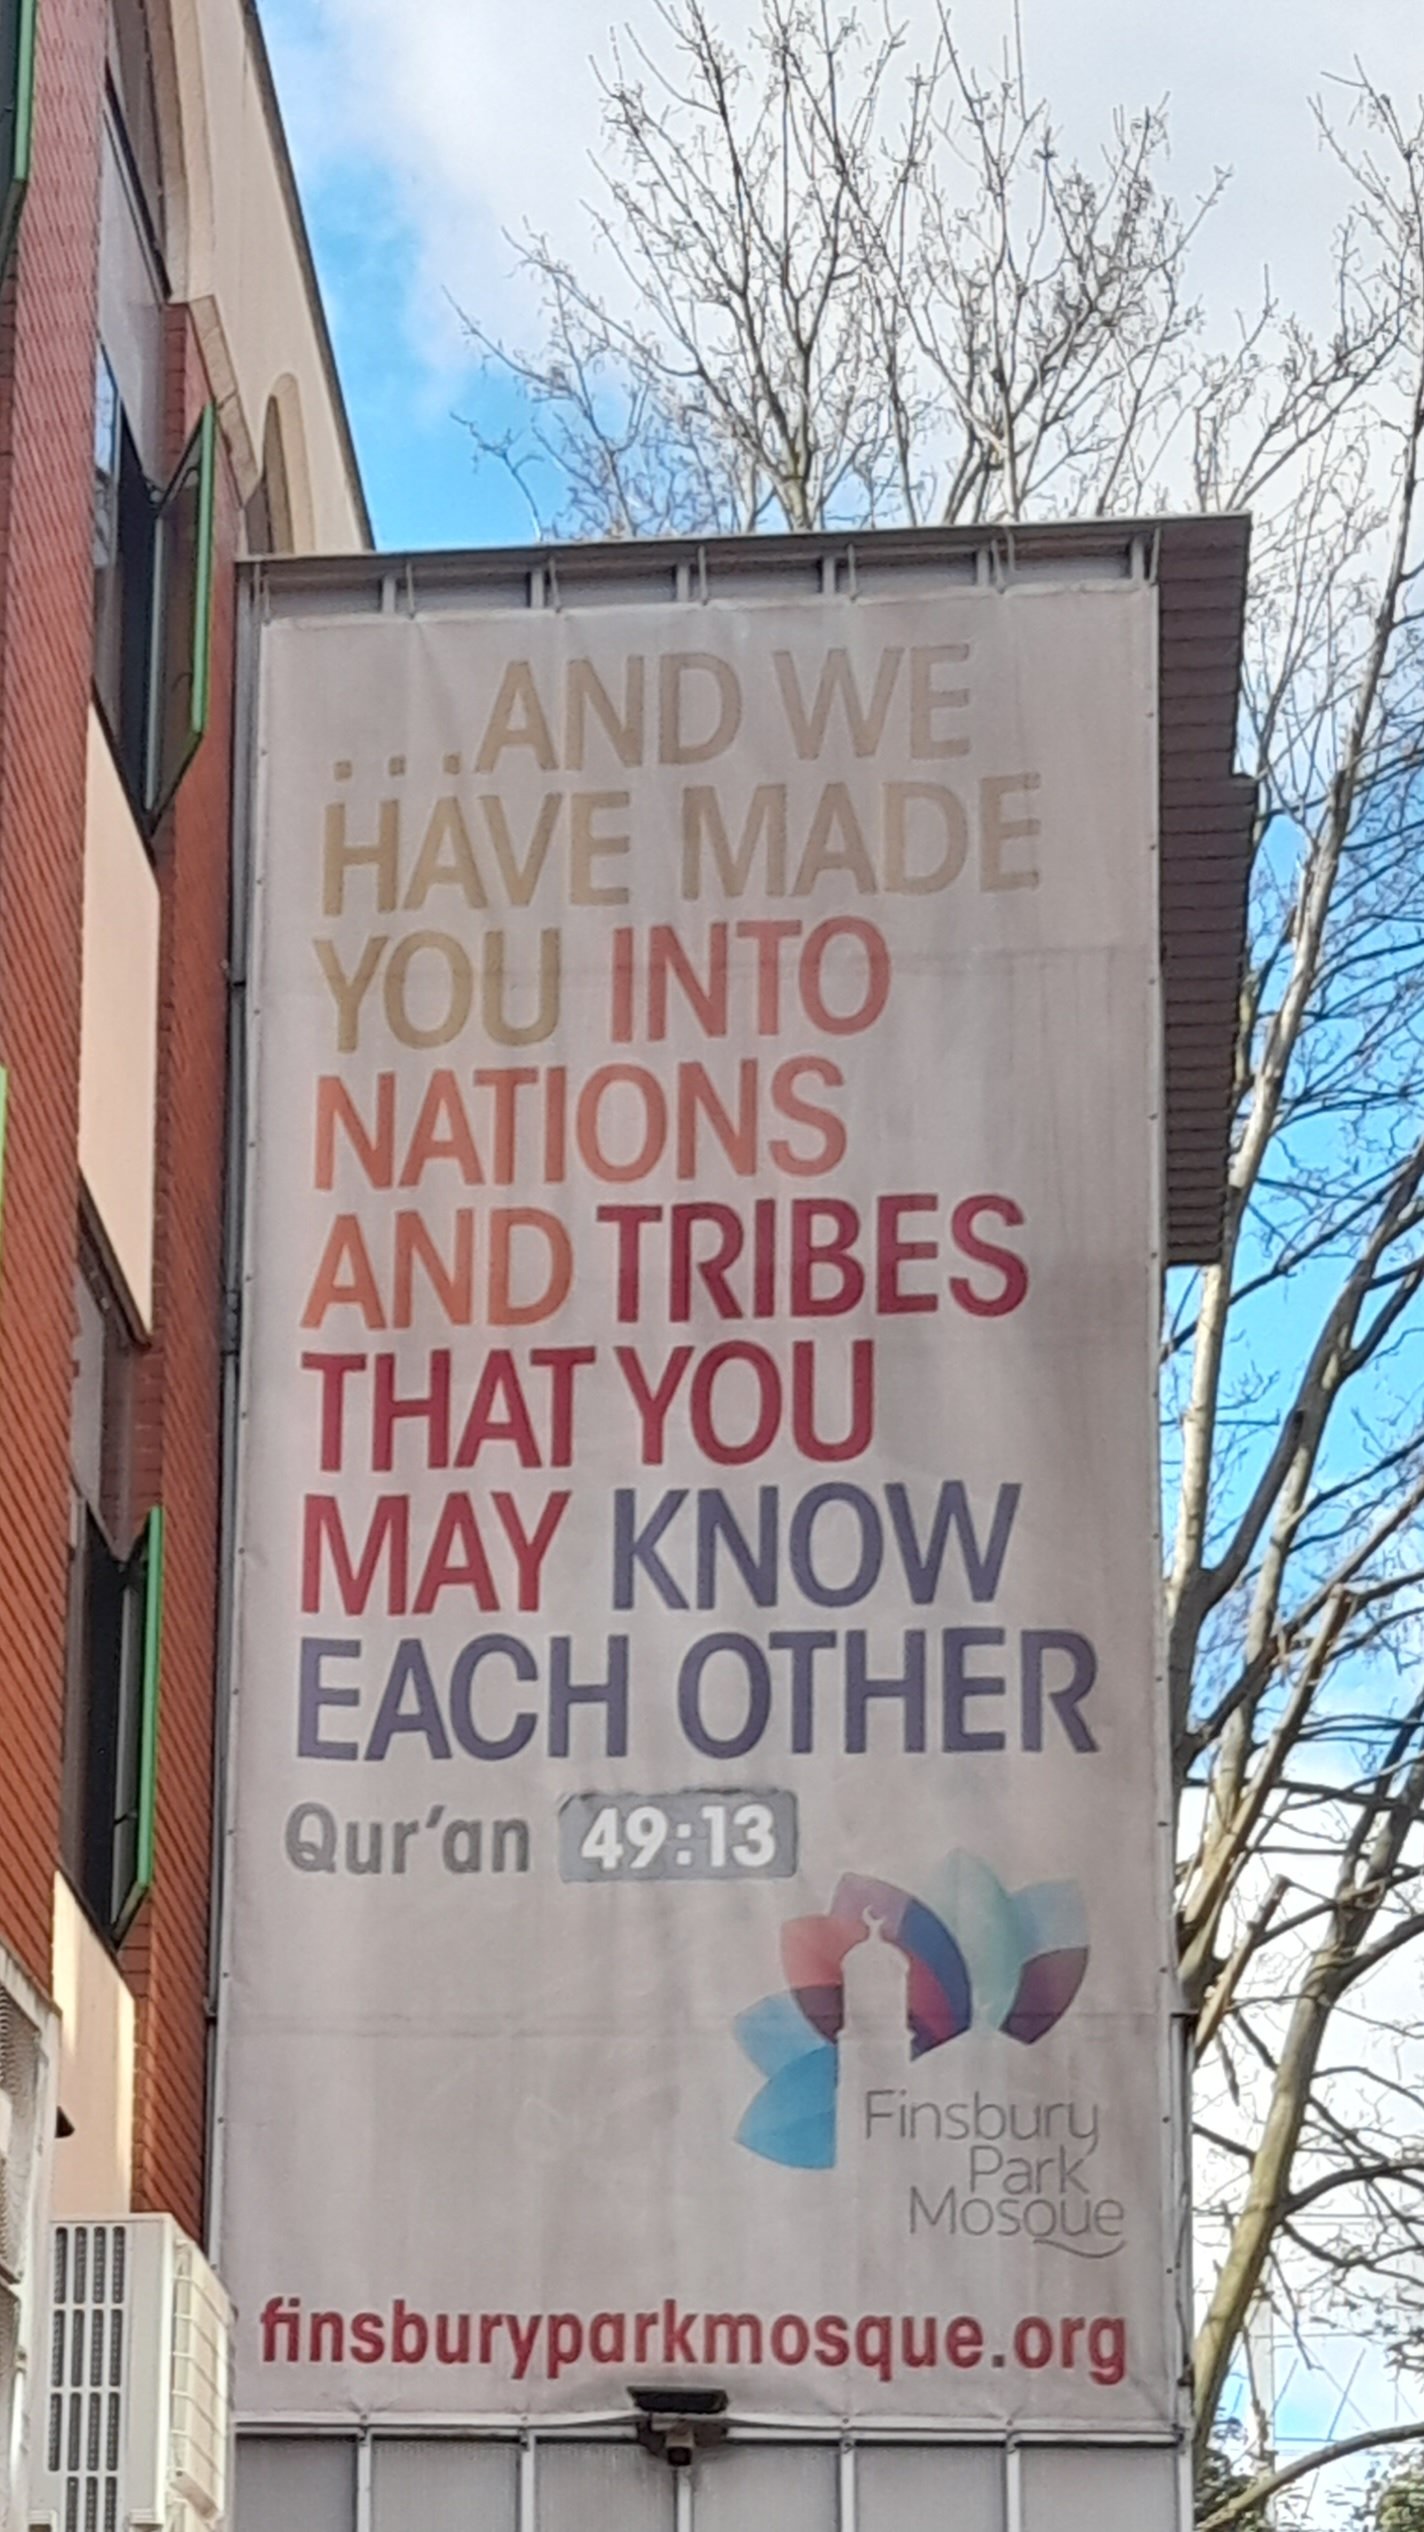 ...AND WE
HAVE MADE
YOU INTO
NATIONS
AND TRIBES
THAT YOU
MAY KNOW
EACH OTHER
Qur'an 49:13
Finsbury
Park
Mosque
finsburyparkmosque.org